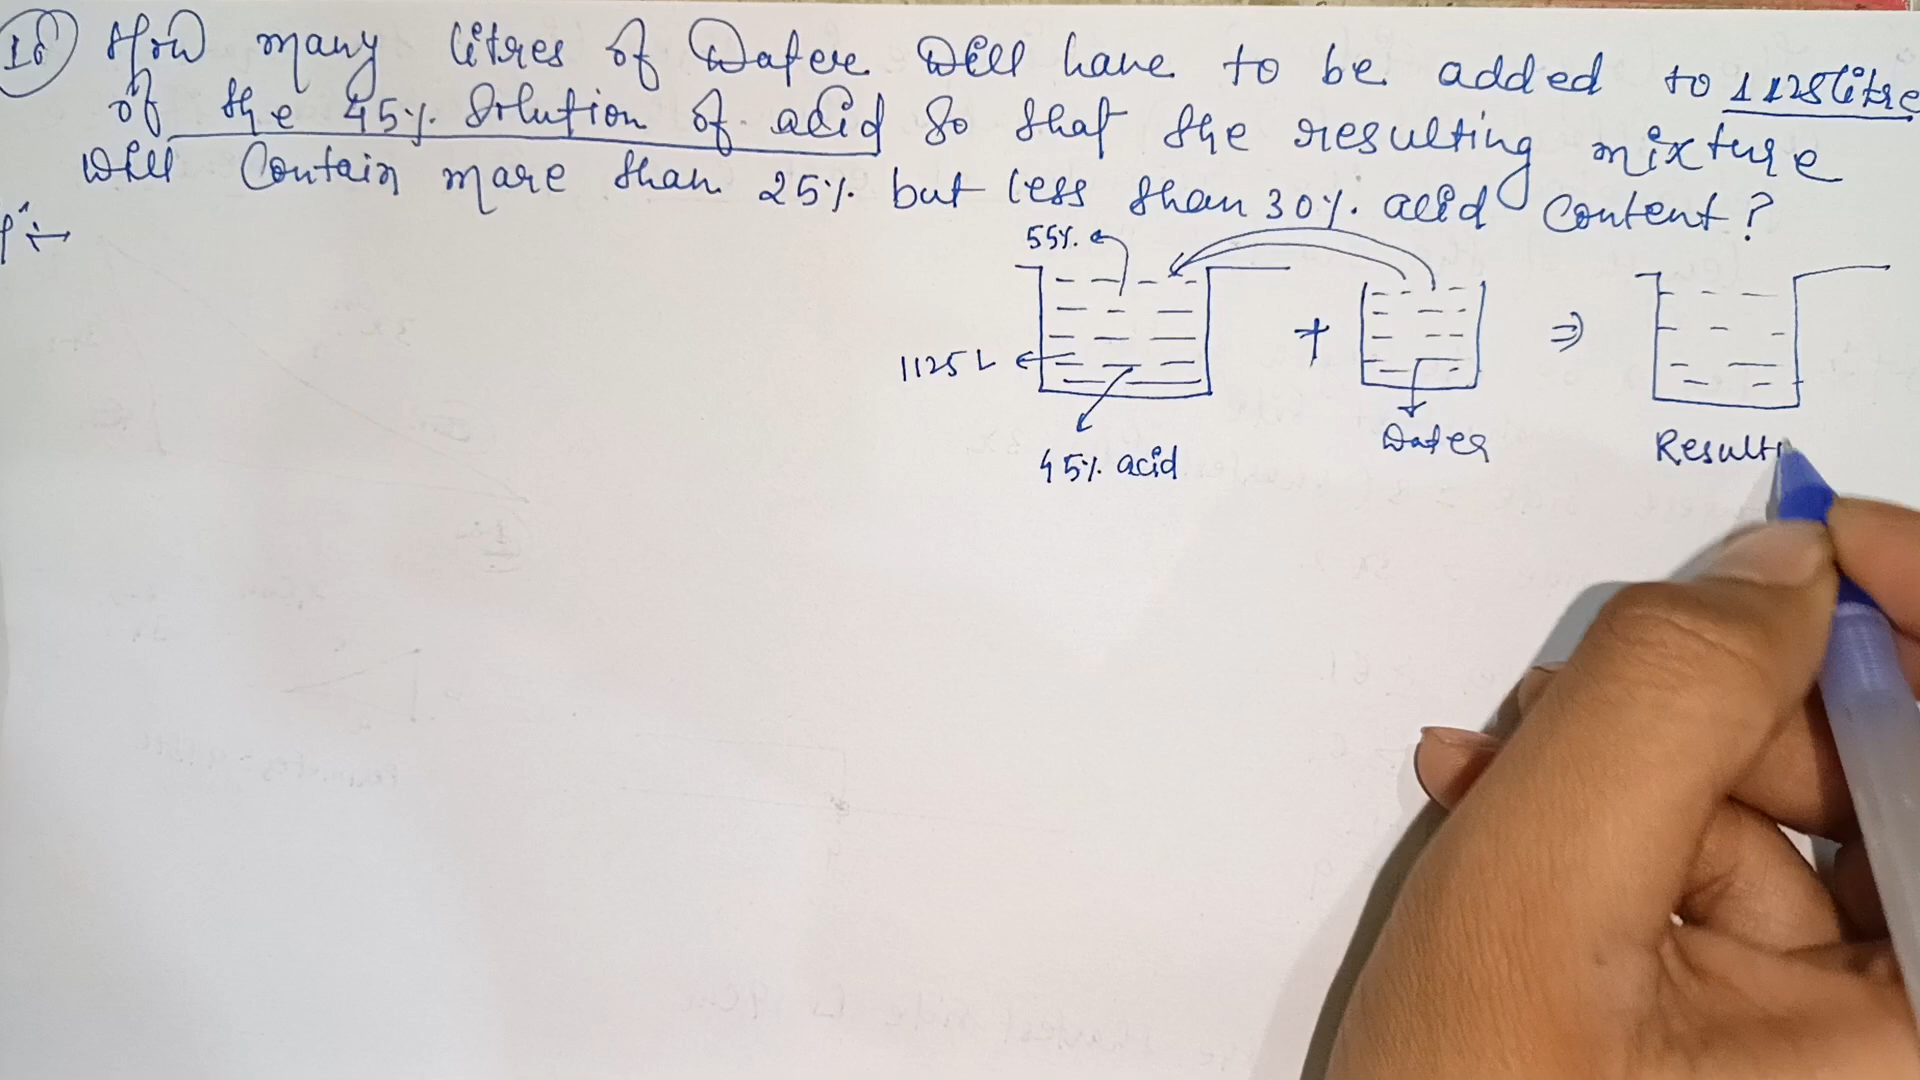 18 How many litres of water will have to be added to 1125 litre
of the 45% Solution of acid So that the resulting mixture
will Contain more than 25% but less than 30% acid Content?
55%
1125 L
+
⇒
45% acid
Water
Resulti